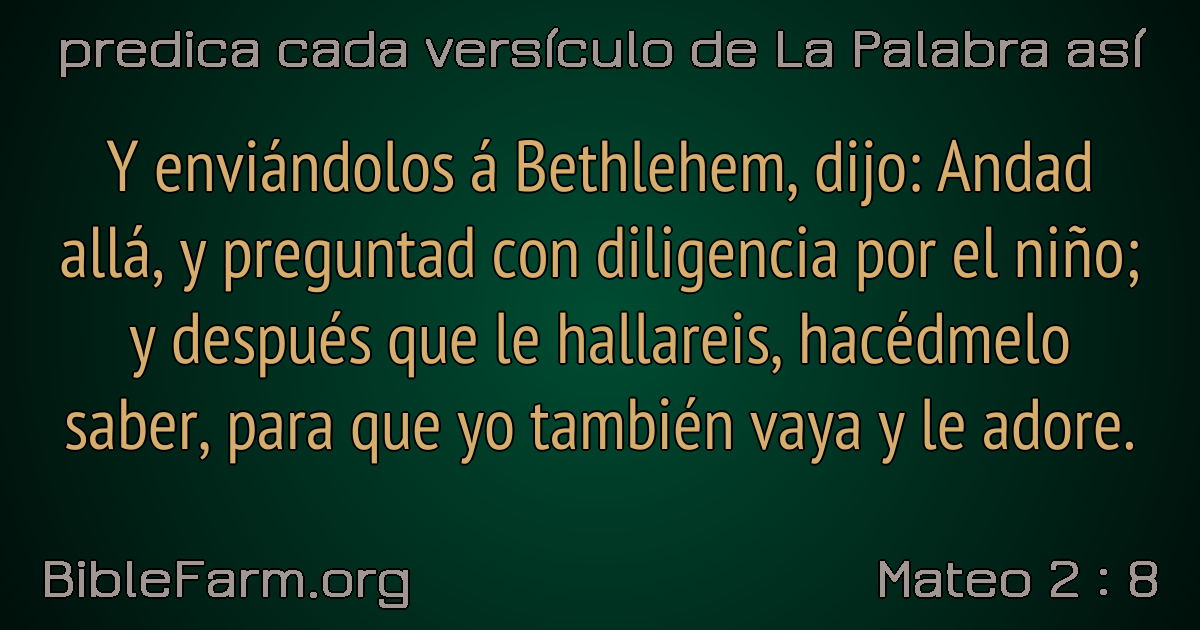 predica cada versículo de La Palabra así
Y enviándolos á Bethlehem, dijo: Andad
allá, y preguntad con diligencia por el niño;
y después que le hallareis, hacédmelo
saber, para que yo también vaya y le adore.
BibleFarm.org
Mateo 2 : 8